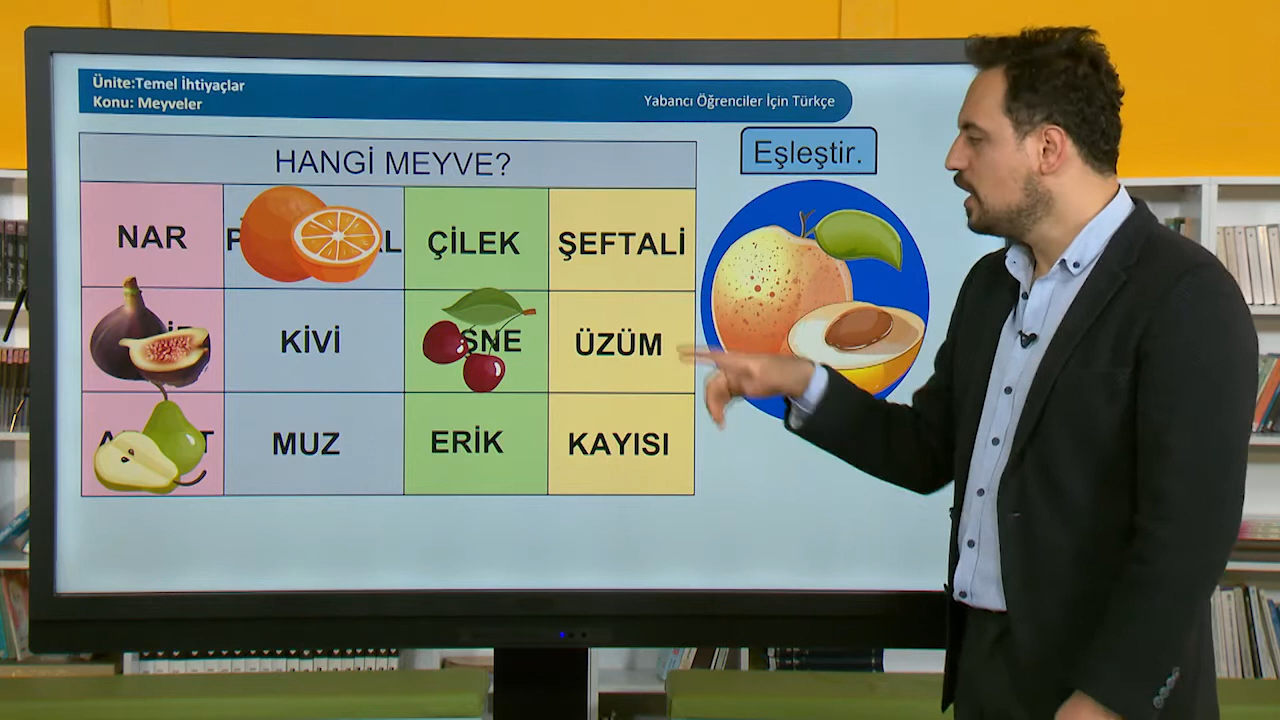 Ünite:Temel İhtiyaçlar
Konu: Meyveler
Yabancı Öğrenciler İçin Türkçe
HANGİ MEYVE?
Eşleştir.
NAR
ÇİLEK
ŞEFTALİ
KİVİ
ÜZÜM
MUZ
ERİK
KAYISI